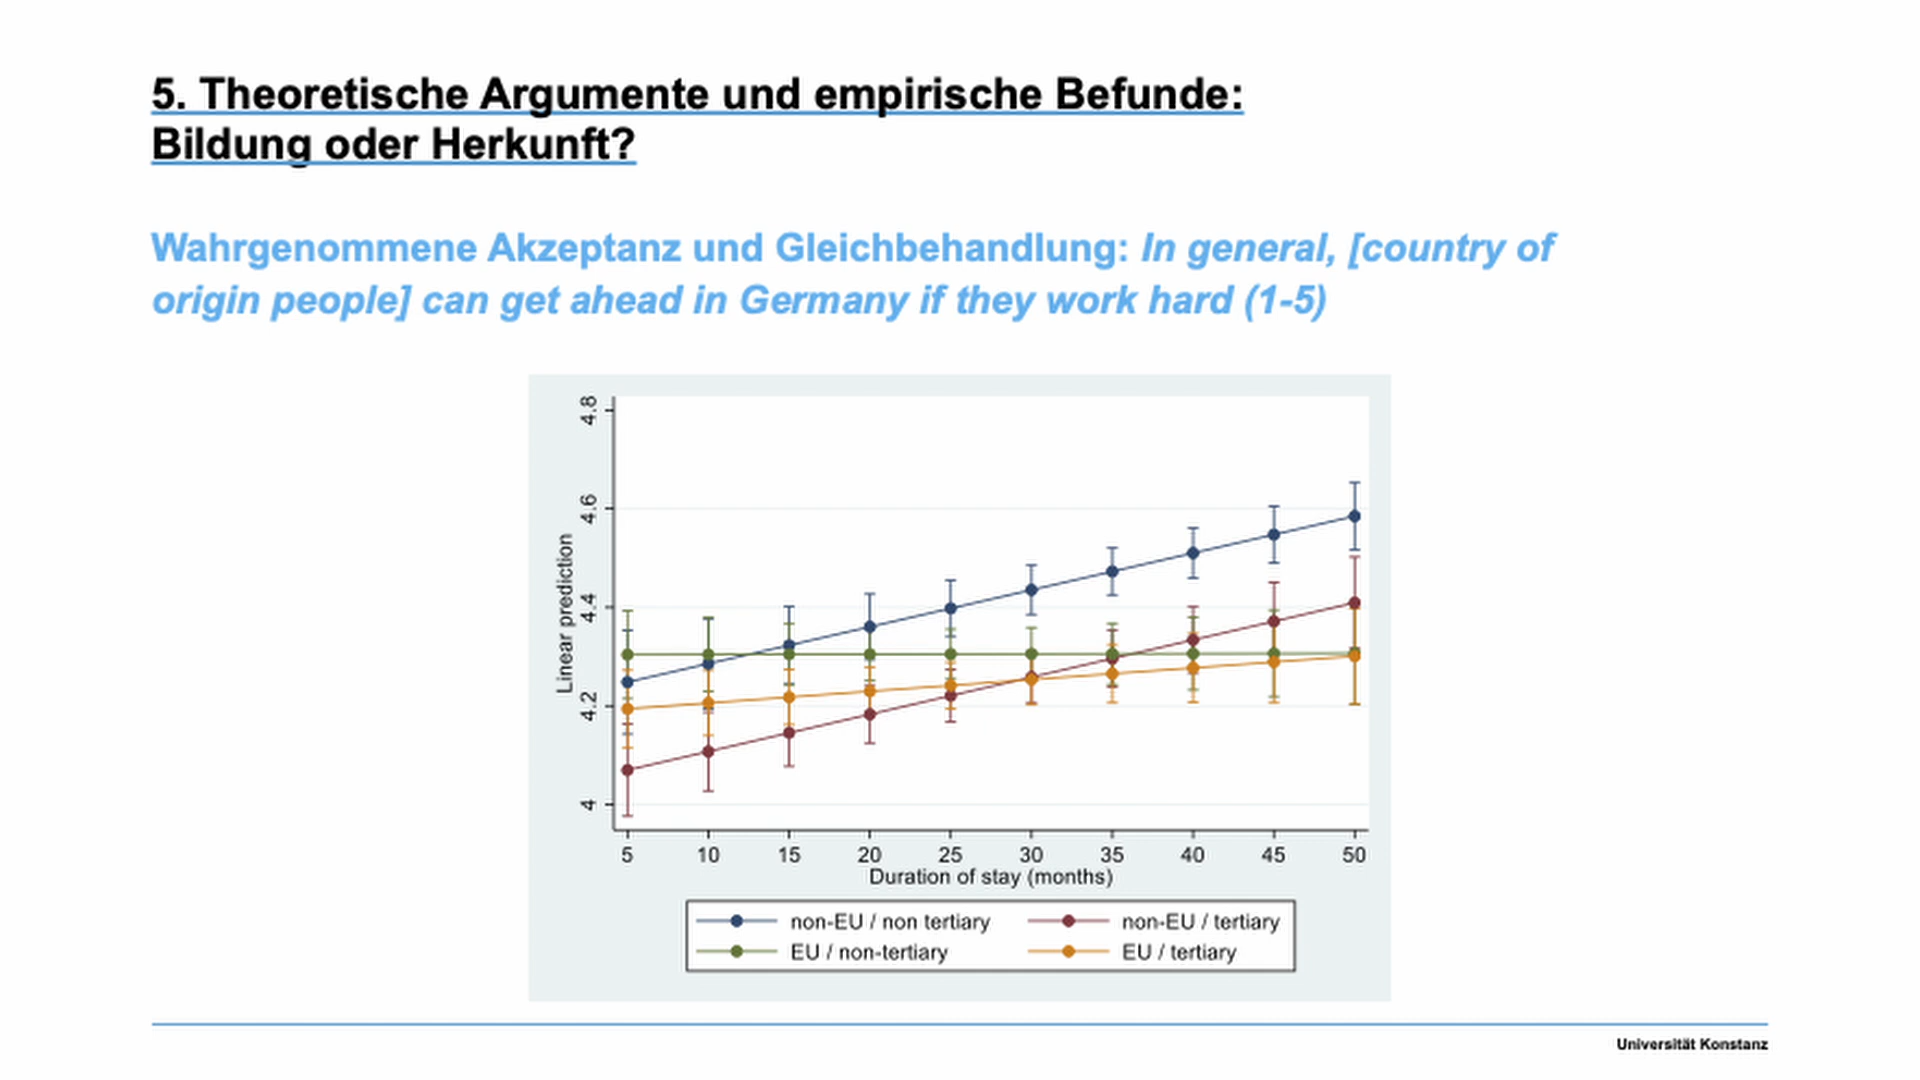 5. Theoretische Argumente und empirische Befunde:
Bildung oder Herkunft?
Wahrgenommene Akzeptanz und Gleichbehandlung: In general, [country of
origin people] can get ahead in Germany if they work hard (1-5)
4.8
4.6
4.4
4.2
4
Linear prediction
5 10 15 20 25 30 35 40 45 50
Duration of stay (months)
non-EU / non tertiary
non-EU / tertiary
EU / non-tertiary
EU / tertiary
Universität Konstanz